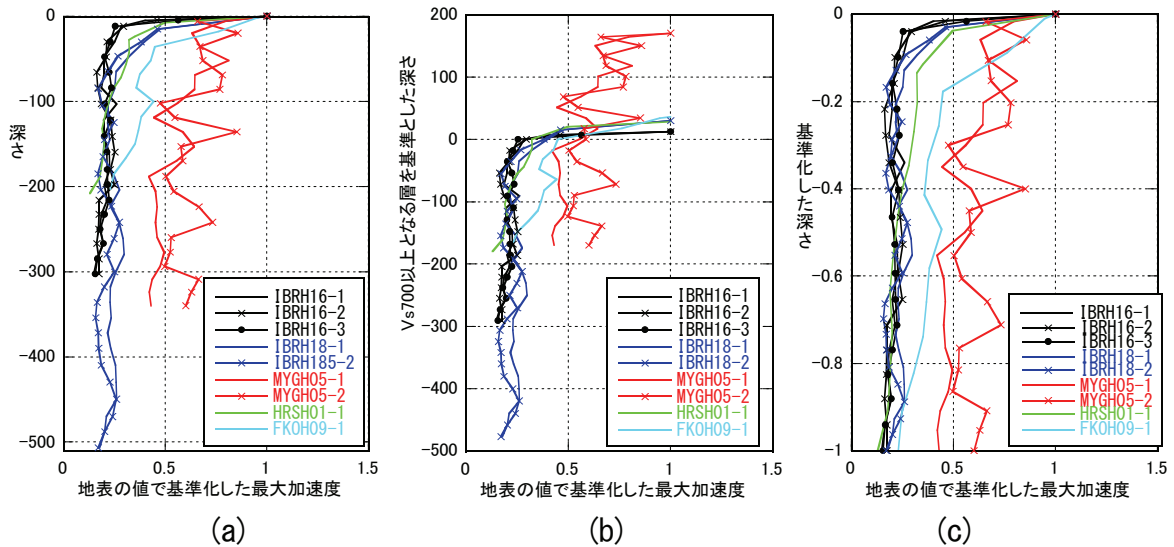 0
-100
-200
-300
-400
-500
深さ
IBRH16-1
IBRH16-2
IBRH16-3
IBRH18-1
IBRH185-2
MYGH05-1
MYGH05-2
HRSH01-1
FKOH09-1
0 0.5 1 1.5
地表の値で基準化した最大加速度
(a)
200
100
0
-100
-200
-300
-400
-500
Vs700以上となる層を基準とした深さ
IBRH16-1
IBRH16-2
IBRH16-3
IBRH18-1
IBRH18-2
MYGH05-1
MYGH05-2
HRSH01-1
FKOH09-1
0 0.5 1 1.5
地表の値で基準化した最大加速度
(b)
0
-0.2
-0.4
-0.6
-0.8
-1
基準化した深さ
IBRH16-1
IBRH16-2
IBRH16-3
IBRH18-1
IBRH18-2
MYGH05-1
MYGH05-2
HRSH01-1
FKOH09-1
0 0.5 1 1.5
地表の値で基準化した最大加速度
(c)